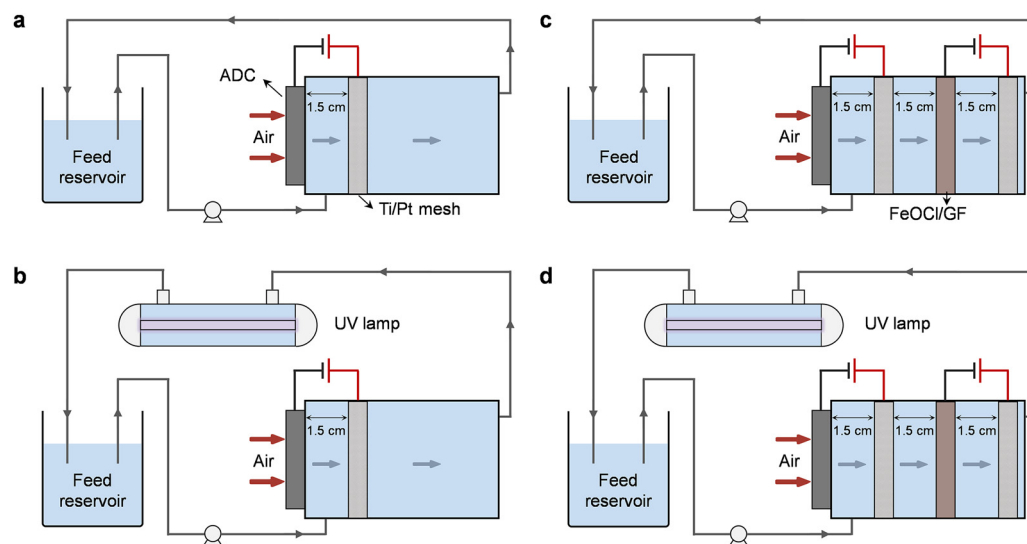 a
ADC
1.5 cm
Air
Feed
reservoir
Ti/Pt mesh
c
1.5 cm
1.5 cm
1.5 cm
Air
Feed
reservoir
FeOCl/GF
b
UV lamp
1.5 cm
Air
Feed
reservoir
d
UV lamp
1.5 cm
1.5 cm
1.5 cm
Air
Feed
reservoir